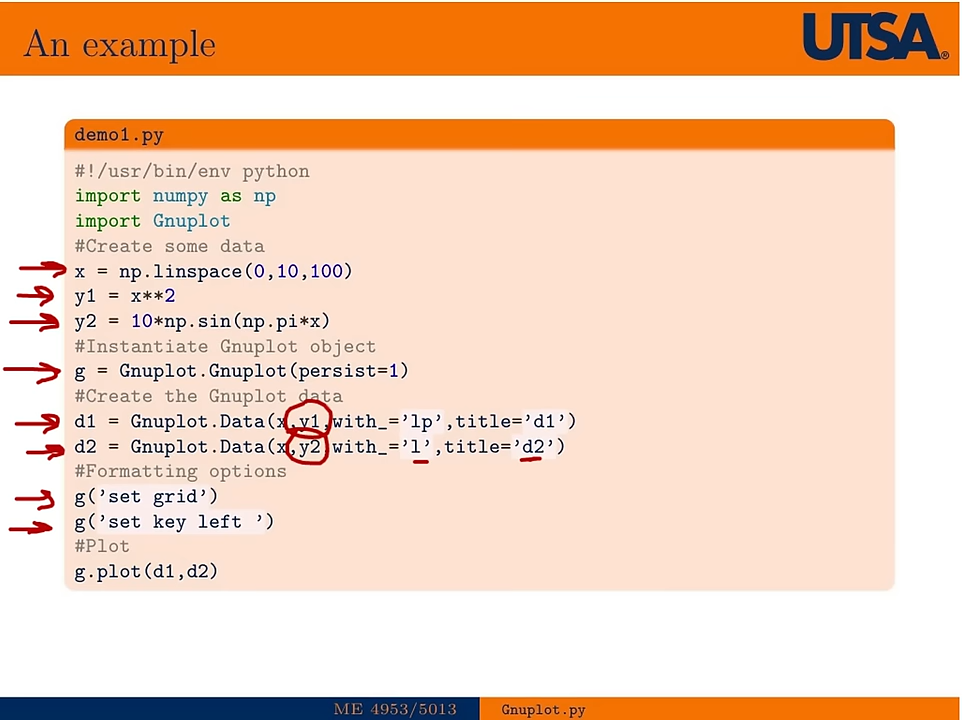 An example
UTSA®
demo1.py
#!/usr/bin/env python
import numpy as np
import Gnuplot
#Create some data
x = np.linspace(0,10,100)
y1 = x**2
y2 = 10*np.sin(np.pi*x)
#Instantiate Gnuplot object
g = Gnuplot.Gnuplot(persist=1)
#Create the Gnuplot data
d1 = Gnuplot.Data(x,y1,with_='lp',title='d1')
d2 = Gnuplot.Data(x,y2,with_='l',title='d2')
#Formatting options
g('set grid')
g('set key left ')
#Plot
g.plot(d1,d2)
ME 4953/5013
Gnuplot.py